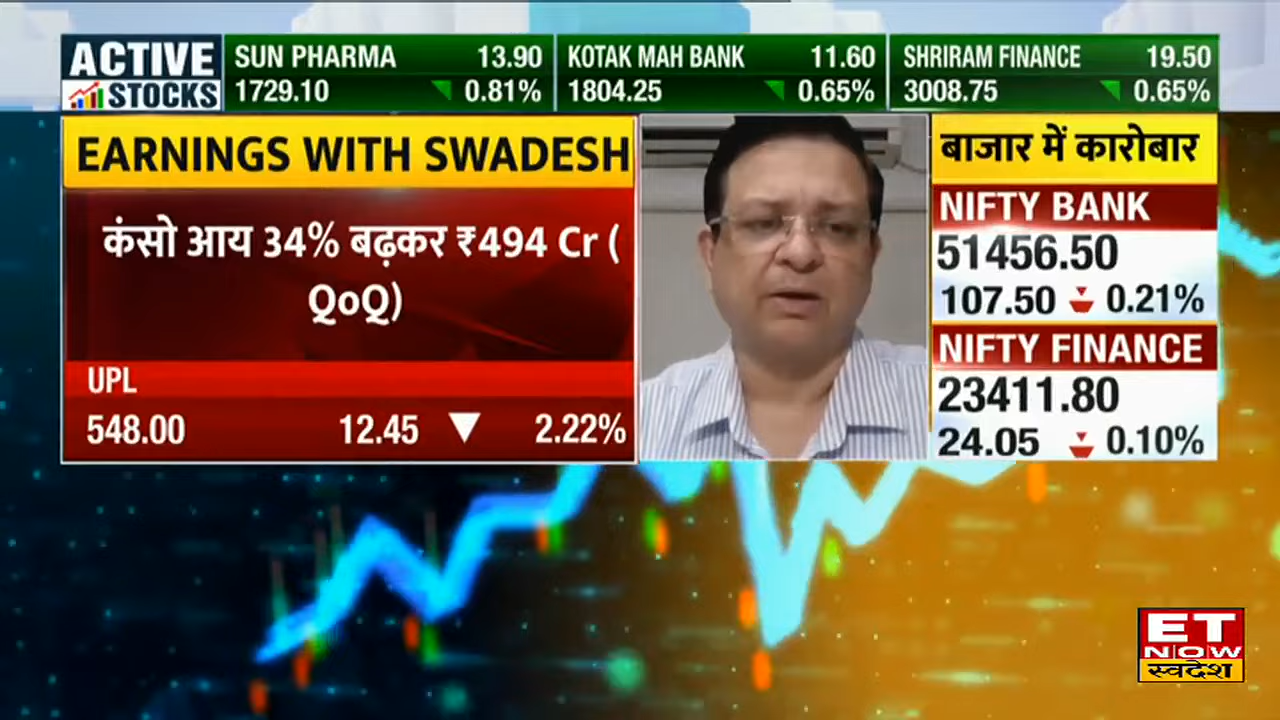 ACTIVE
STOCKS
SUN PHARMA 13.90
1729.10 0.81%
KOTAK MAH BANK 11.60
1804.25 0.65%
SHRIRAM FINANCE 19.50
3008.75 0.65%
EARNINGS WITH SWADESH
कंसो आय 34% बढ़कर ₹494 Cr (
QoQ)
UPL
548.00 12.45 ▼ 2.22%
बाजार में कारोबार
NIFTY BANK
51456.50
107.50 0.21%
NIFTY FINANCE
23411.80
24.05 0.10%
ET
NOW
स्वदेश